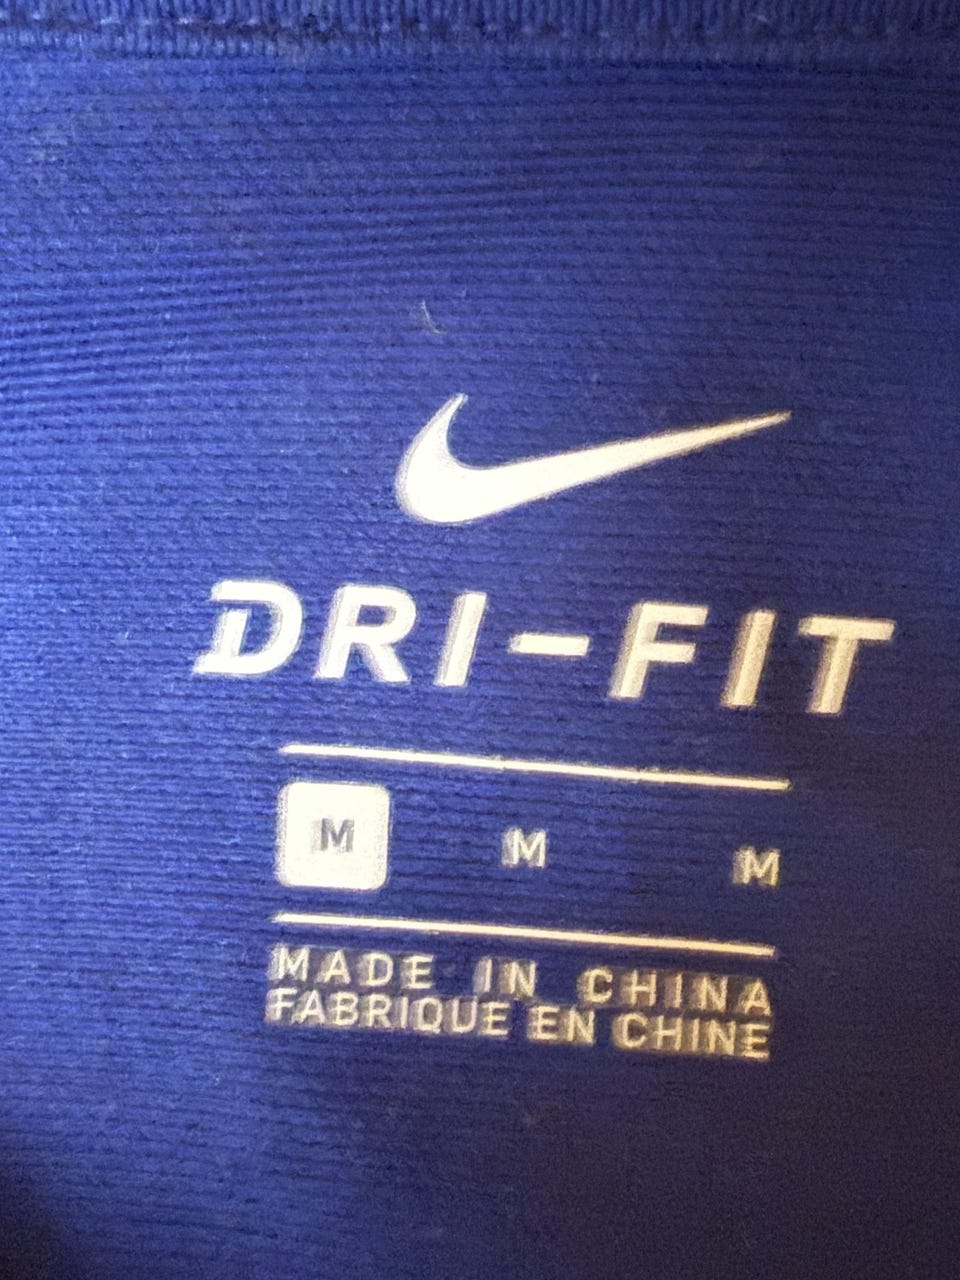 DRI-FIT
M M M
MADE IN CHINA
FABRIQUE EN CHINE